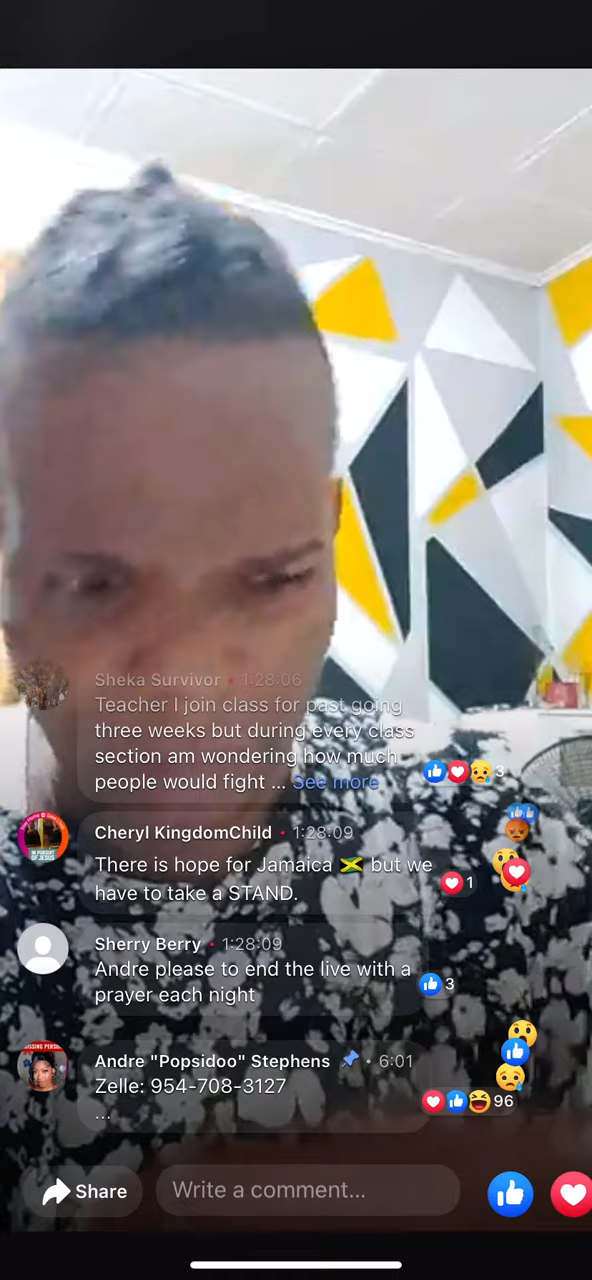 Sheka Survivor • 1:28:06
Teacher I join class for past going
three weeks but during every class
section am wondering how much
people would fight ... See more
3
Cheryl KingdomChild • 1:28:09
There is hope for Jamaica 🇯🇲 but we
have to take a STAND.
1
Sherry Berry • 1:28:09
Andre please to end the live with a
prayer each night
3
MISSING PERSO
Andre "Popsidoo" Stephens 📌 • 6:01
Zelle: 954-708-3127
...
96
Share
Write a comment...